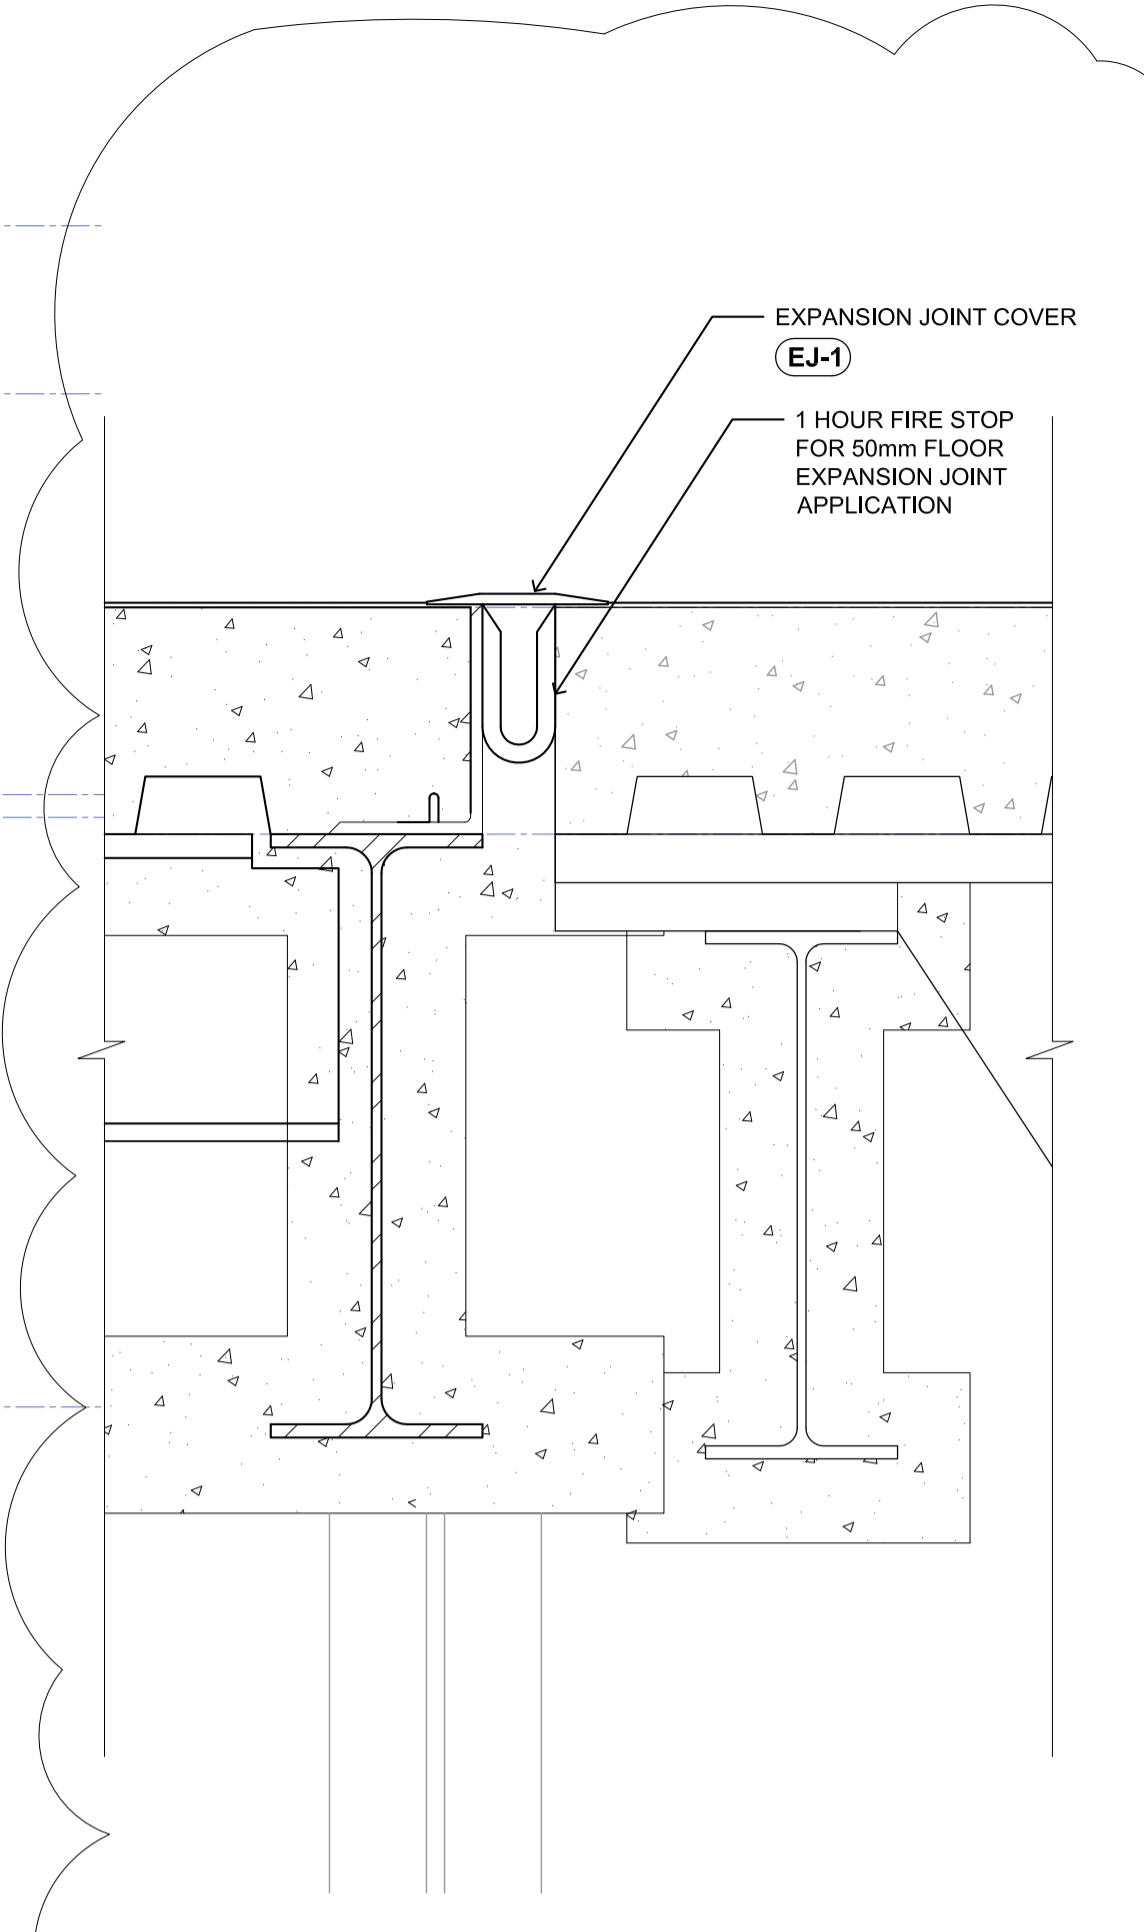 EXPANSION JOINT COVER
EJ-1
1 HOUR FIRE STOP
FOR 50mm FLOOR
EXPANSION JOINT
APPLICATION